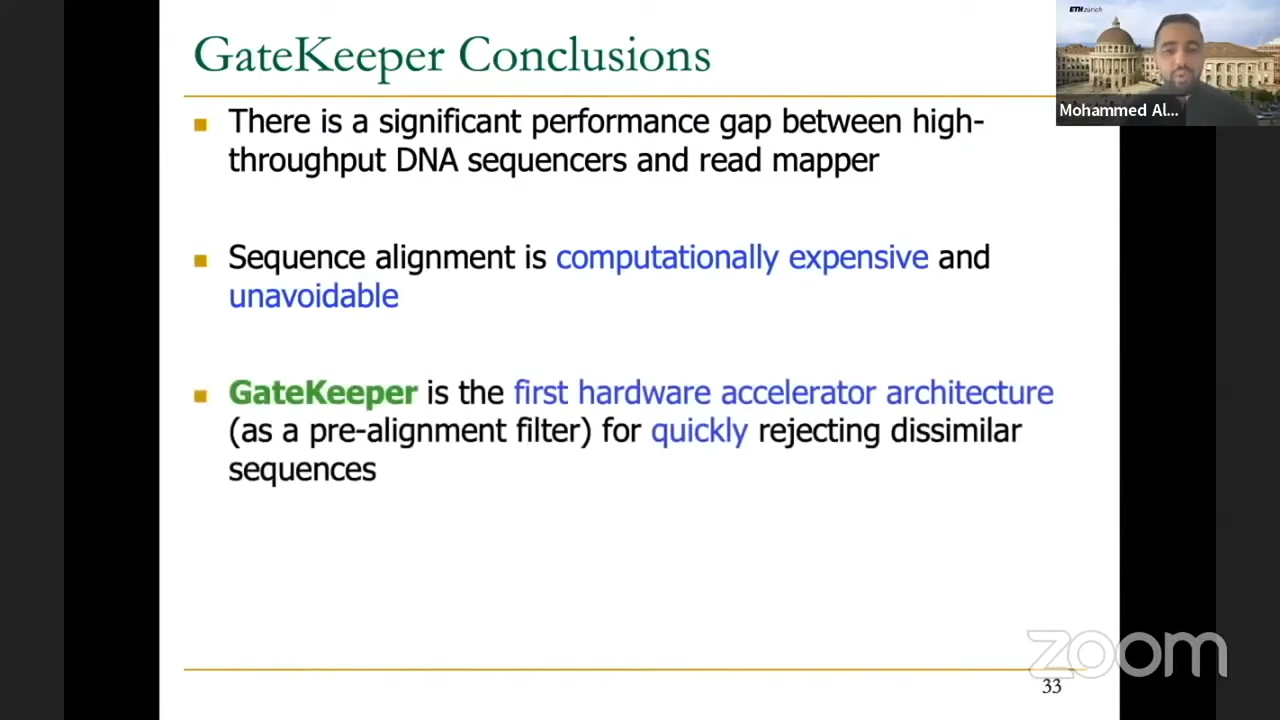 GateKeeper Conclusions
ETH zürich
Mohammed Al...
There is a significant performance gap between high-
throughput DNA sequencers and read mapper
Sequence alignment is computationally expensive and
unavoidable
GateKeeper is the first hardware accelerator architecture
(as a pre-alignment filter) for quickly rejecting dissimilar
sequences
zoom
33